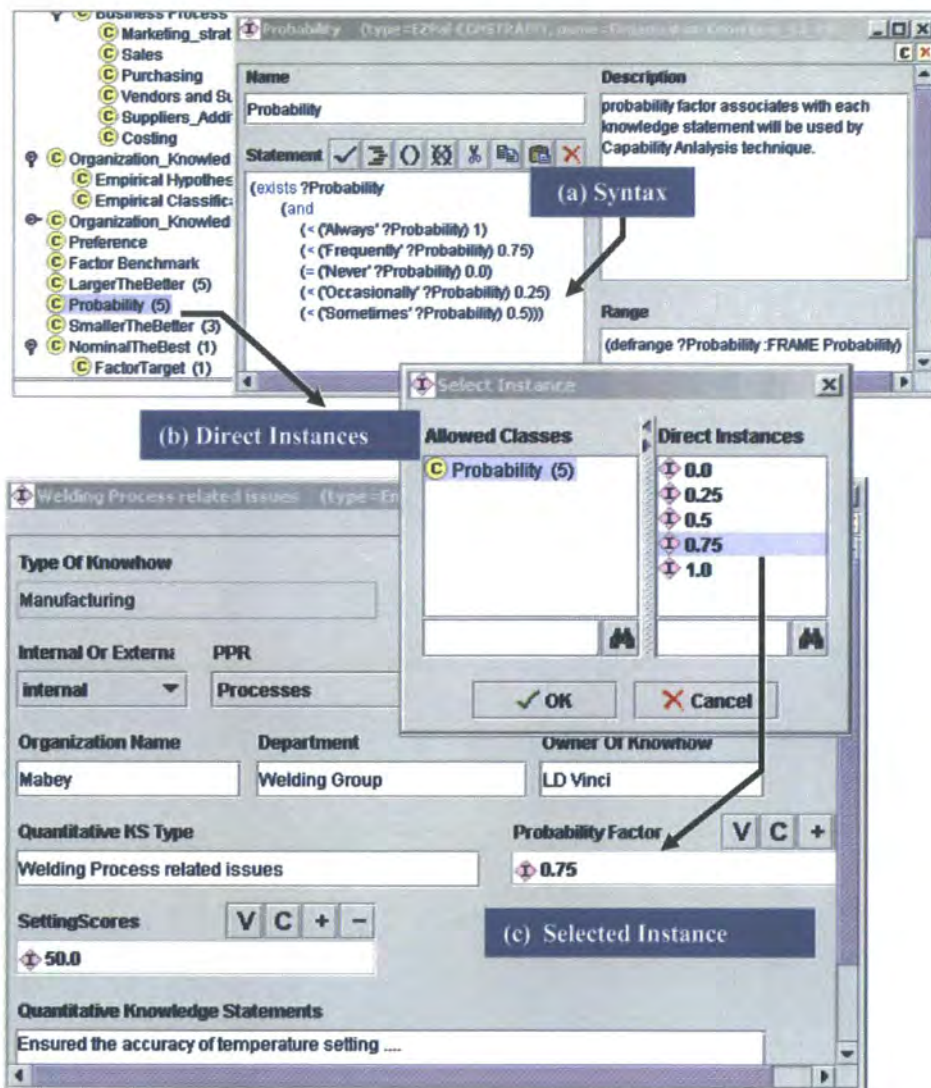 Business Process
Marketing_strat
Sales
Purchasing
Vendors and Su
Suppliers_Addi
Costing
Organization_Knowled
Empirical Hypothes
Empirical Classific
Organization_Knowled
Preference
Factor Benchmark
LargerTheBetter (5)
Probability (5)
SmallerTheBetter (3)
NominalTheBest (1)
FactorTarget (1)
Probability
Name
Probability
Statement
(exists ?Probability
(and
(< ('Always' ?Probability) 1)
(< ('Frequently' ?Probability) 0.75)
(= ('Never' ?Probability) 0.0)
(< ('Occasionally' ?Probability) 0.25)
(< ('Sometimes' ?Probability) 0.5)))
Description
probability factor associates with each
knowledge statement will be used by
Capability Anlalysis technique.
Range
(defrange ?Probability :FRAME Probability)
(a) Syntax
(b) Direct Instances
Select Instance
Allowed Classes
Probability (5)
Direct Instances
0.0
0.25
0.5
0.75
1.0
OK
Cancel
Welding Process related issues (type=En
Type Of Knowhow
Manufacturing
Internal Or Externa
PPR
internal
Processes
Organization Name
Department
Owner Of Knowhow
Mabey
Welding Group
LD Vinci
Quantitative KS Type
Probability Factor
V C +
Welding Process related issues
0.75
SettingScores
V C + −
50.0
(c) Selected Instance
Quantitative Knowledge Statements
Ensured the accuracy of temperature setting ....